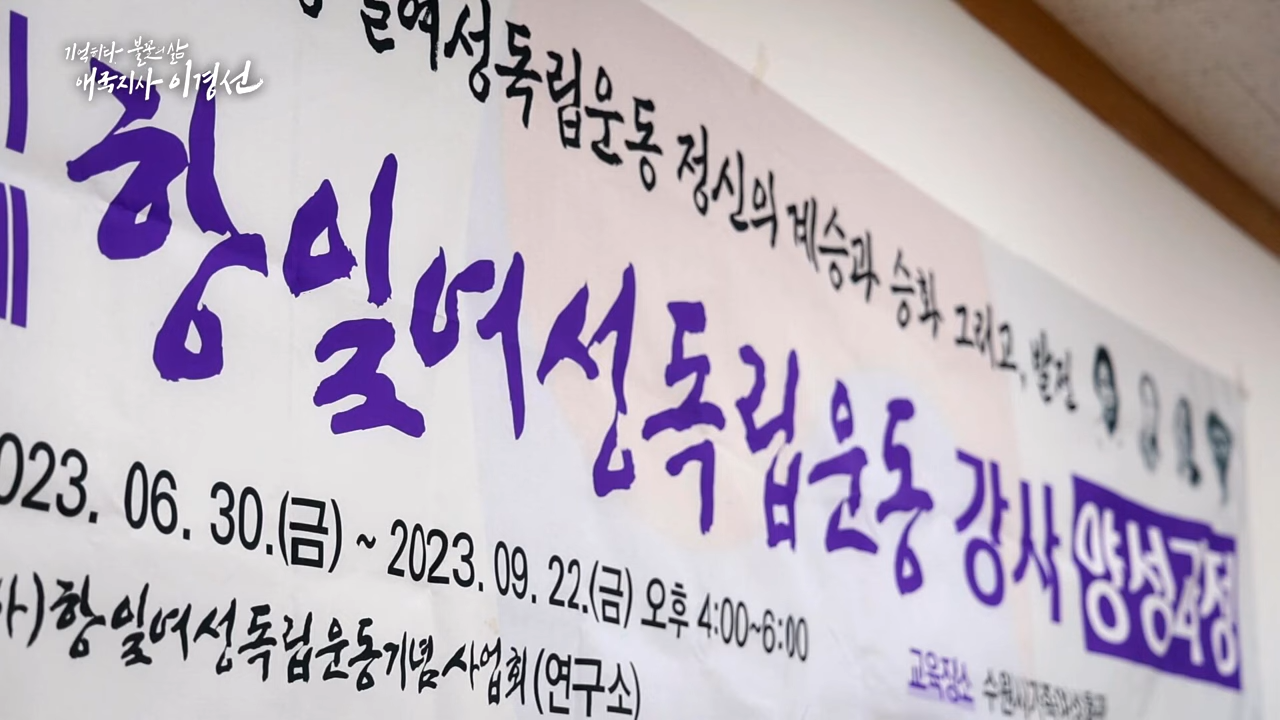 기억하다 불꽃의 삶
애국지사 이경선
항일여성독립운동 정신의 계승과 승화 그리고, 발전
항일여성독립운동 강사 양성과정
2023. 06. 30.(금) ~ 2023. 09. 22.(금) 오후 4:00~6:00
사)항일여성독립운동기념사업회(연구소)
교육장소